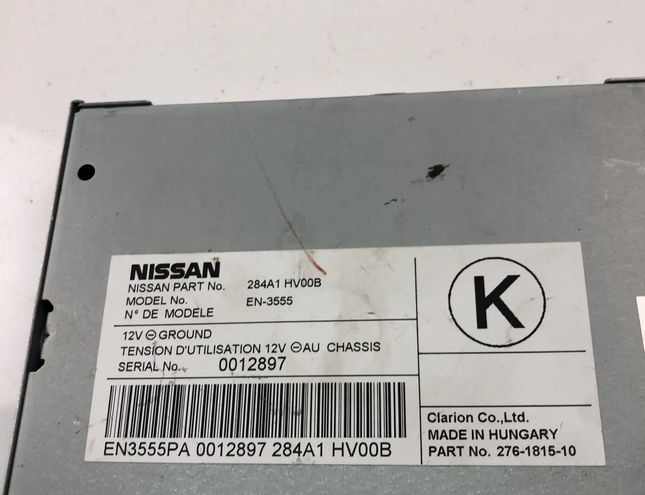 NISSAN
NISSAN PART No. 284A1 HV00B
MODEL No. EN-3555
N° DE MODELE
12V ⊖ GROUND
TENSION D'UTILISATION 12V ⊖ AU CHASSIS
SERIAL No. 0012897
EN3555PA 0012897 284A1 HV00B
K
Clarion Co.,Ltd.
MADE IN HUNGARY
PART No. 276-1815-10